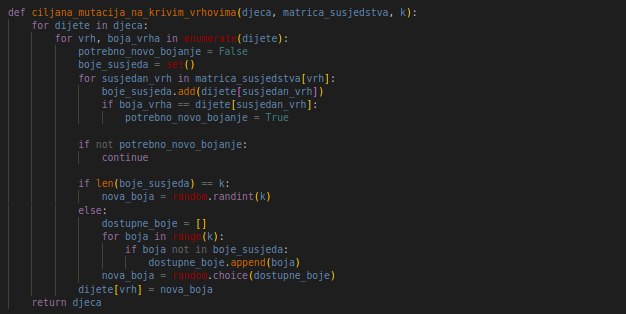 def ciljana_mutacija_na_krivim_vrhovima(djeca, matrica_susjedstva, k):
    for dijete in djeca:
        for vrh, boja_vrha in enumerate(dijete):
            potrebno_novo_bojanje = False
            boje_susjeda = set()
            for susjedan_vrh in matrica_susjedstva[vrh]:
                boje_susjeda.add(dijete[susjedan_vrh])
                if boja_vrha == dijete[susjedan_vrh]:
                    potrebno_novo_bojanje = True

            if not potrebno_novo_bojanje:
                continue

            if len(boje_susjeda) == k:
                nova_boja = random.randint(k)
            else:
                dostupne_boje = []
                for boja in range(k):
                    if boja not in boje_susjeda:
                        dostupne_boje.append(boja)
                nova_boja = random.choice(dostupne_boje)
            dijete[vrh] = nova_boja
    return djeca